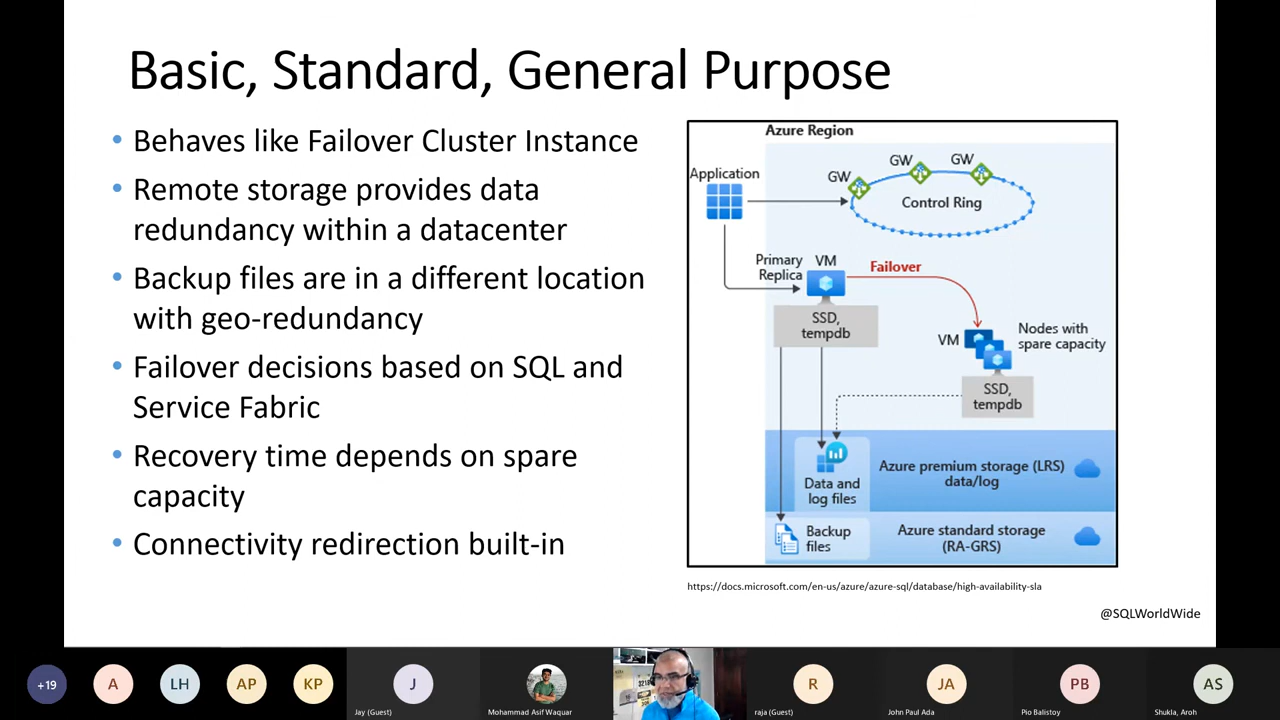 Basic, Standard, General Purpose
• Behaves like Failover Cluster Instance
• Remote storage provides data
redundancy within a datacenter
• Backup files are in a different location
with geo-redundancy
• Failover decisions based on SQL and
Service Fabric
• Recovery time depends on spare
capacity
• Connectivity redirection built-in
Azure Region
Application
GW
GW
GW
Control Ring
Primary
Replica
VM
Failover
SSD,
tempdb
VM
Nodes with
spare capacity
SSD,
tempdb
Data and
log files
Azure premium storage (LRS)
data/log
Backup
files
Azure standard storage
(RA-GRS)
https://docs.microsoft.com/en-us/azure/azure-sql/database/high-availability-sla
@SQLWorldWide
+19
A
LH
AP
KP
J
Jay (Guest)
Mohammad Asif Waquar
R
raja (Guest)
JA
John Paul Ada
PB
Pio Balistoy
AS
Shukla, Aroh